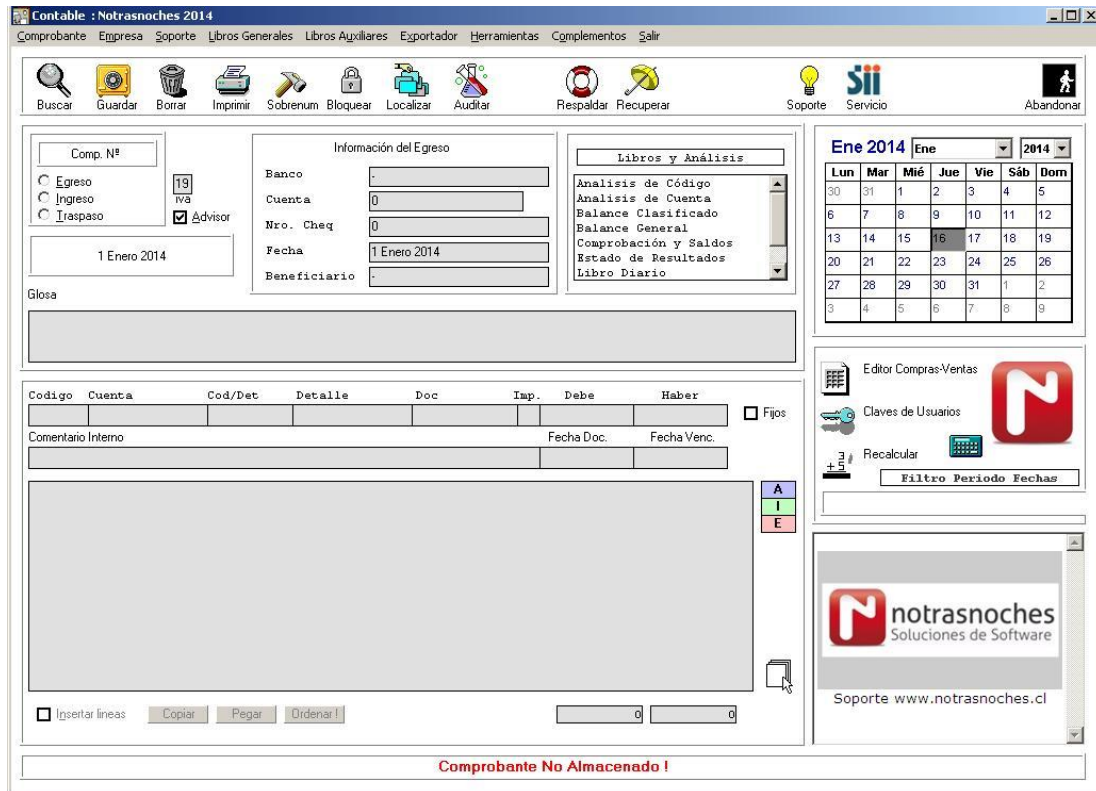 Contable : Notrasnoches 2014
Comprobante Empresa Soporte Libros Generales Libros Auxiliares Exportador Herramientas Complementos Salir
Buscar Guardar Borrar Imprimir Sobrenum Bloquear Localizar Auditar Respaldar Recuperar Soporte Servicio Abandonar
Sii
Comp. Nº
Egreso
Ingreso
Traspaso
19
IVA
Advisor
1 Enero 2014
Información del Egreso
Banco -
Cuenta 0
Nro. Cheq 0
Fecha 1 Enero 2014
Beneficiario -
Libros y Análisis
Analisis de Código
Analisis de Cuenta
Balance Clasificado
Balance General
Comprobación y Saldos
Estado de Resultados
Libro Diario
Ene 2014 Ene 2014
Lun Mar Mié Jue Vie Sáb Dom
30 31 1 2 3 4 5
6 7 8 9 10 11 12
13 14 15 16 17 18 19
20 21 22 23 24 25 26
27 28 29 30 31 1 2
3 4 5 6 7 8 9
Glosa
Codigo Cuenta Cod/Det Detalle Doc Imp. Debe Haber
Fijos
Comentario Interno Fecha Doc. Fecha Venc.
A
I
E
Insertar lineas Copiar Pegar Ordenar !
0 0
Editor Compras-Ventas
Claves de Usuarios
3
+5
Recalcular
N
Filtro Periodo Fechas
N notrasnoches
Soluciones de Software
Soporte www.notrasnoches.cl
Comprobante No Almacenado !